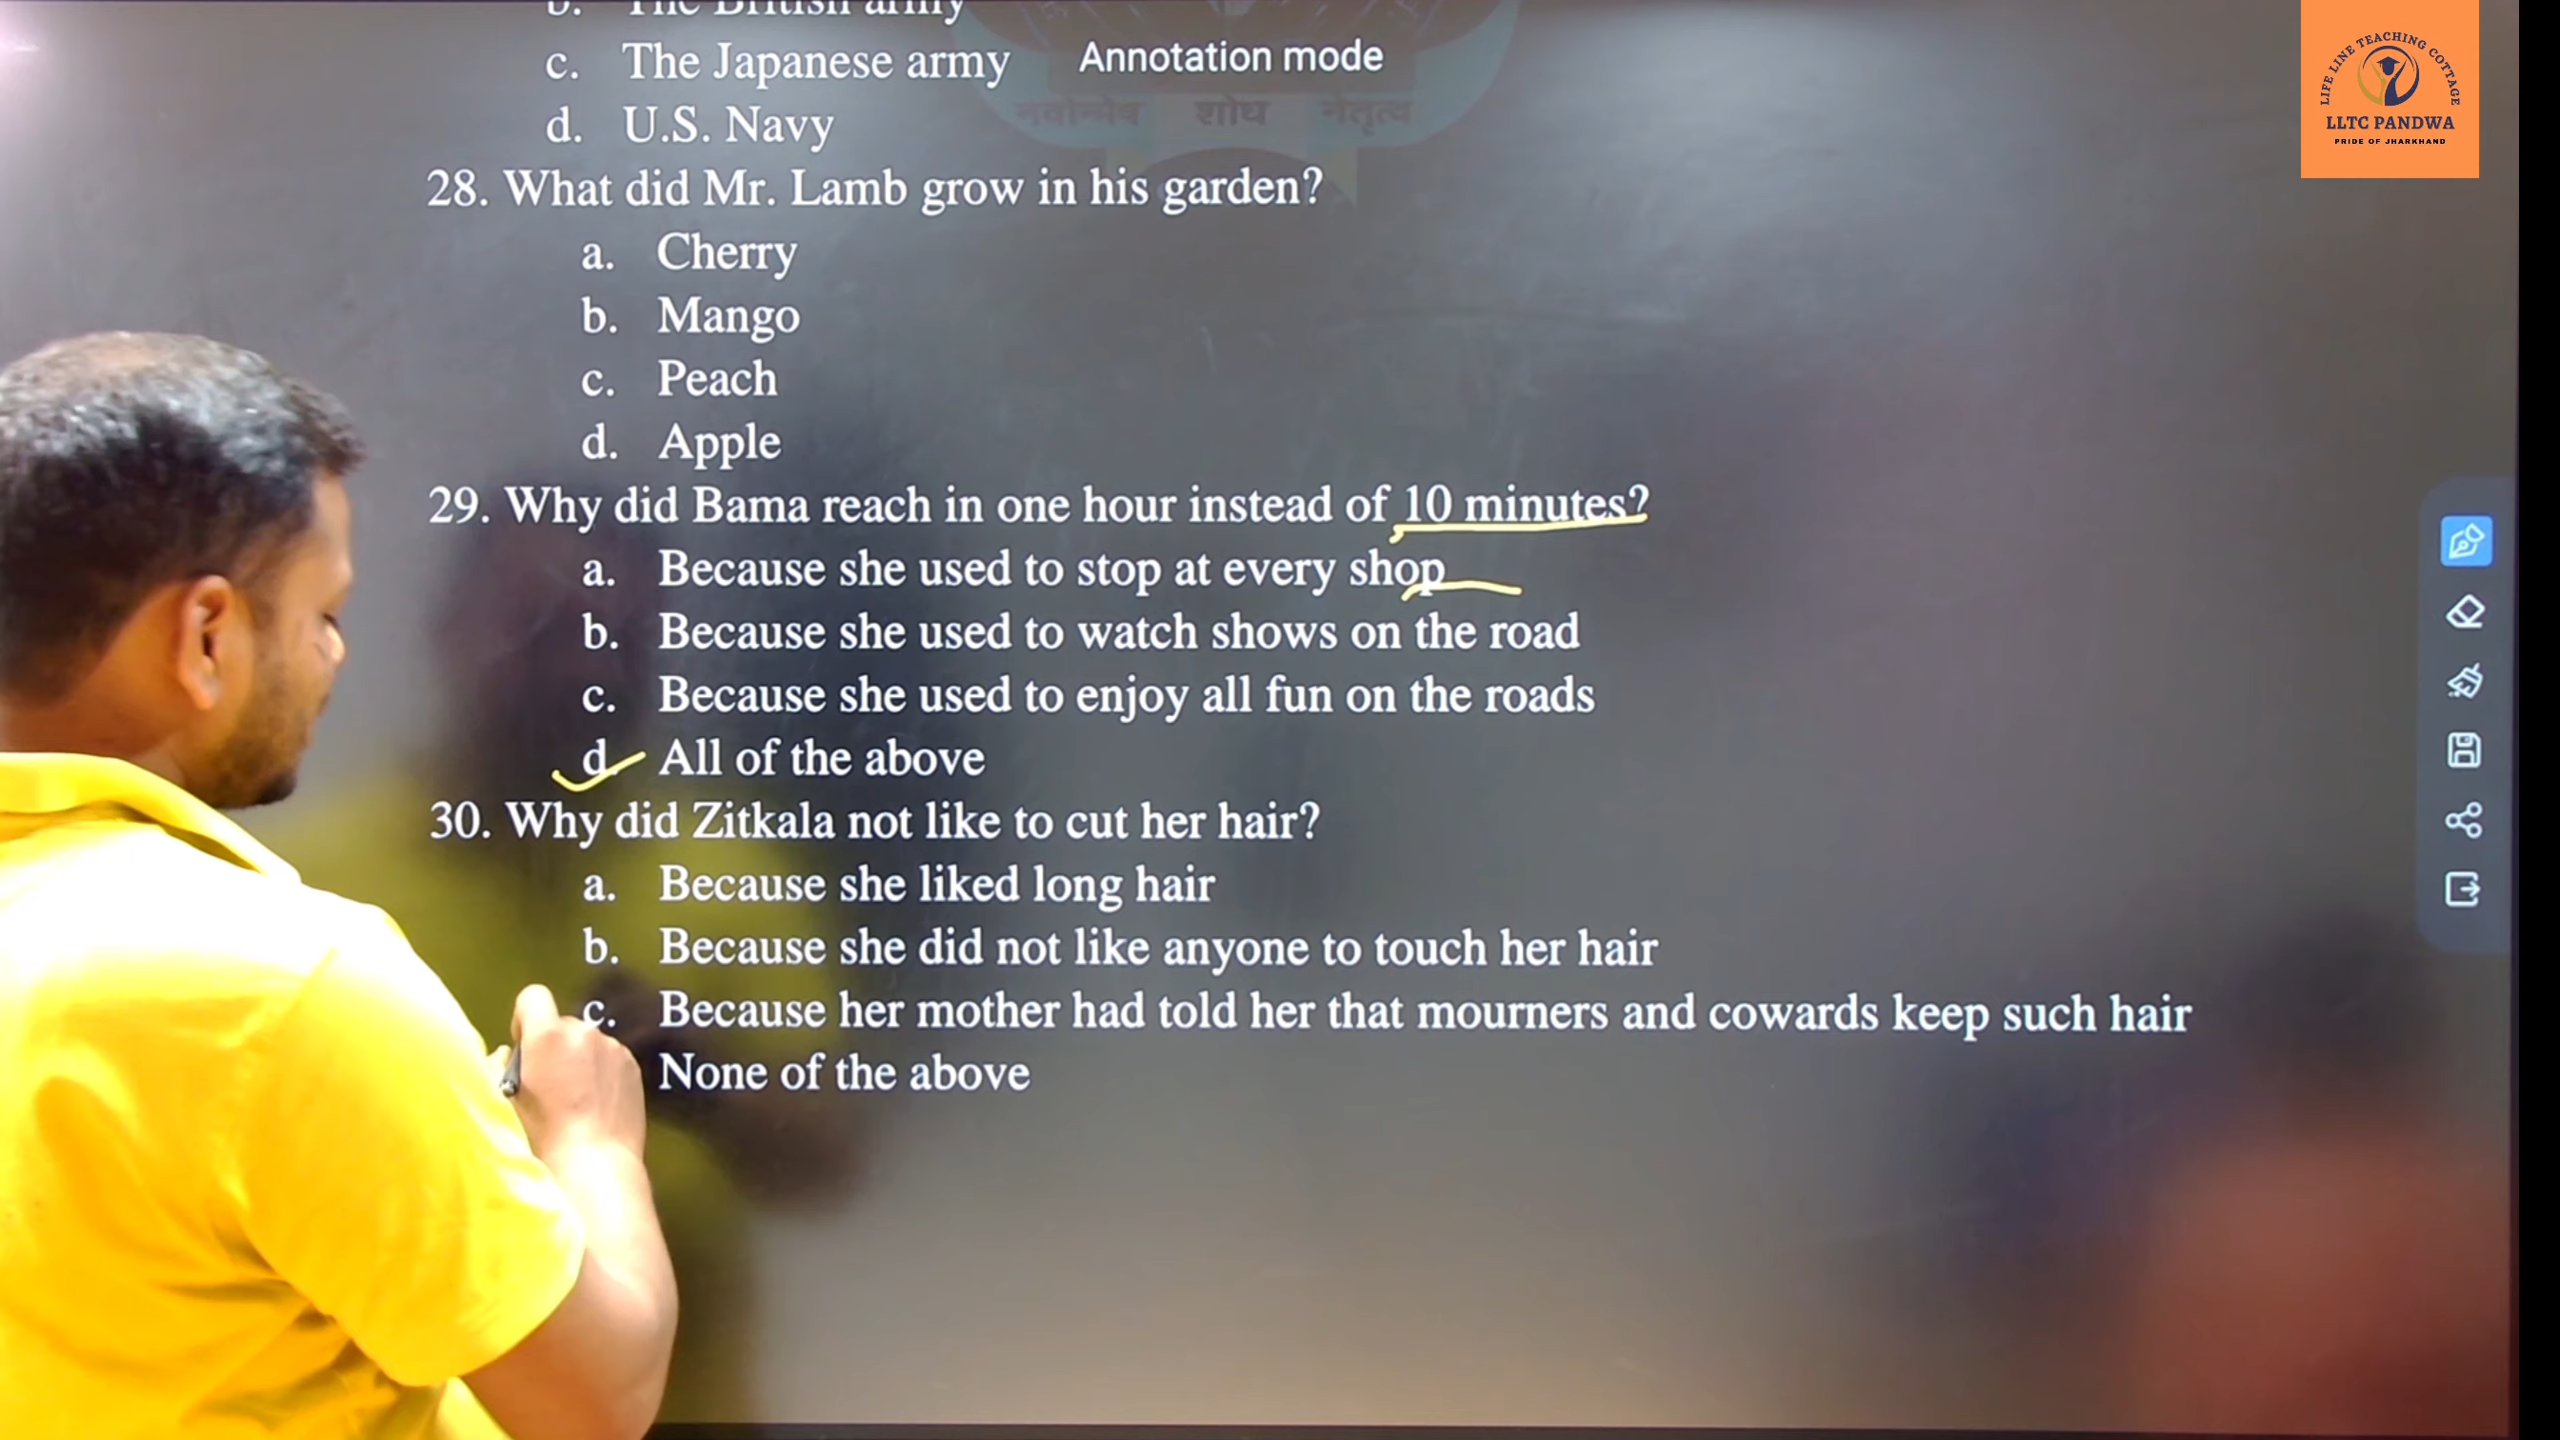 b. The British army
c. The Japanese army
Annotation mode
d. U.S. Navy
नवोन्मेष शोध नेतृत्व
28. What did Mr. Lamb grow in his garden?
a. Cherry
b. Mango
c. Peach
d. Apple
29. Why did Bama reach in one hour instead of 10 minutes?
a. Because she used to stop at every shop
b. Because she used to watch shows on the road
c. Because she used to enjoy all fun on the roads
d. All of the above
30. Why did Zitkala not like to cut her hair?
a. Because she liked long hair
b. Because she did not like anyone to touch her hair
c. Because her mother had told her that mourners and cowards keep such hair
None of the above
LIFE LINE TEACHING COTTAGE
LLTC PANDWA
PRIDE OF JHARKHAND